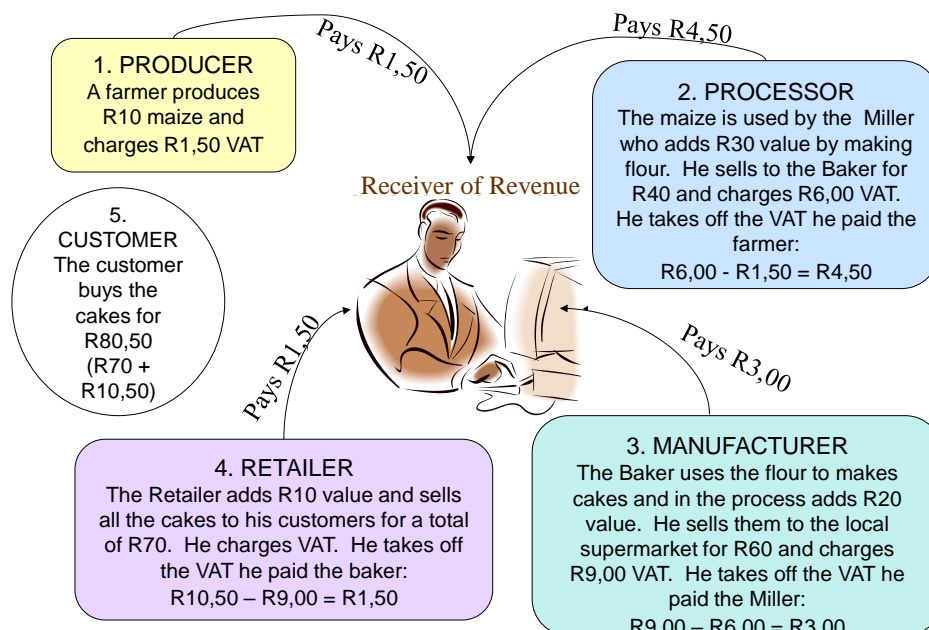 Pays R1,50
Pays R4,50
1. PRODUCER
A farmer produces
R10 maize and
charges R1,50 VAT
2. PROCESSOR
The maize is used by the Miller
who adds R30 value by making
flour. He sells to the Baker for
R40 and charges R6,00 VAT.
He takes off the VAT he paid the
farmer:
R6,00 - R1,50 = R4,50
Receiver of Revenue
5.
CUSTOMER
The customer
buys the
cakes for
R80,50
(R70 +
R10,50)
Pays R1,50
Pays R3,00
4. RETAILER
The Retailer adds R10 value and sells
all the cakes to his customers for a total
of R70. He charges VAT. He takes off
the VAT he paid the baker:
R10,50 – R9,00 = R1,50
3. MANUFACTURER
The Baker uses the flour to makes
cakes and in the process adds R20
value. He sells them to the local
supermarket for R60 and charges
R9,00 VAT. He takes off the VAT he
paid the Miller:
R9,00 – R6,00 = R3,00